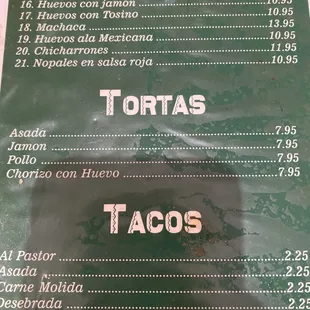 16. Huevos con jamon 10.95
17. Huevos con Tosino 10.95
18. Machaca 13.95
19. Huevos ala Mexicana 10.95
20. Chicharrones 11.95
21. Nopales en salsa roja 10.95
TORTAS
Asada 7.95
Jamon 7.95
Pollo 7.95
Chorizo con Huevo 7.95
TACOS
Al Pastor 2.25
Asada 2.25
Carne Molida 2.25
Desebrada 2.25